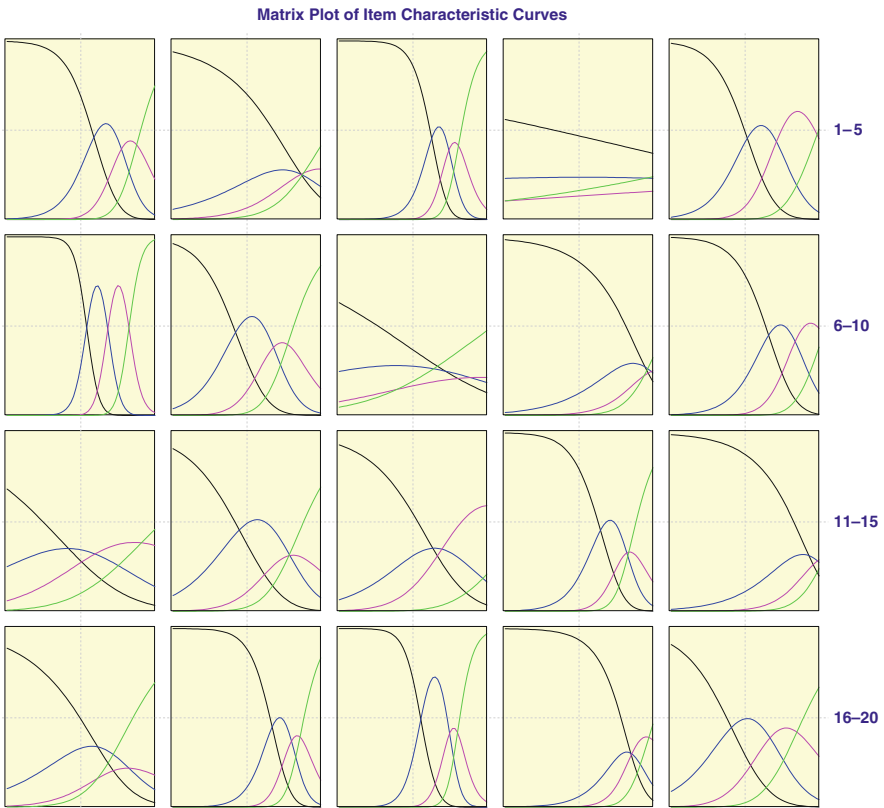 Matrix Plot of Item Characteristic Curves
1–5
6–10
11–15
16–20